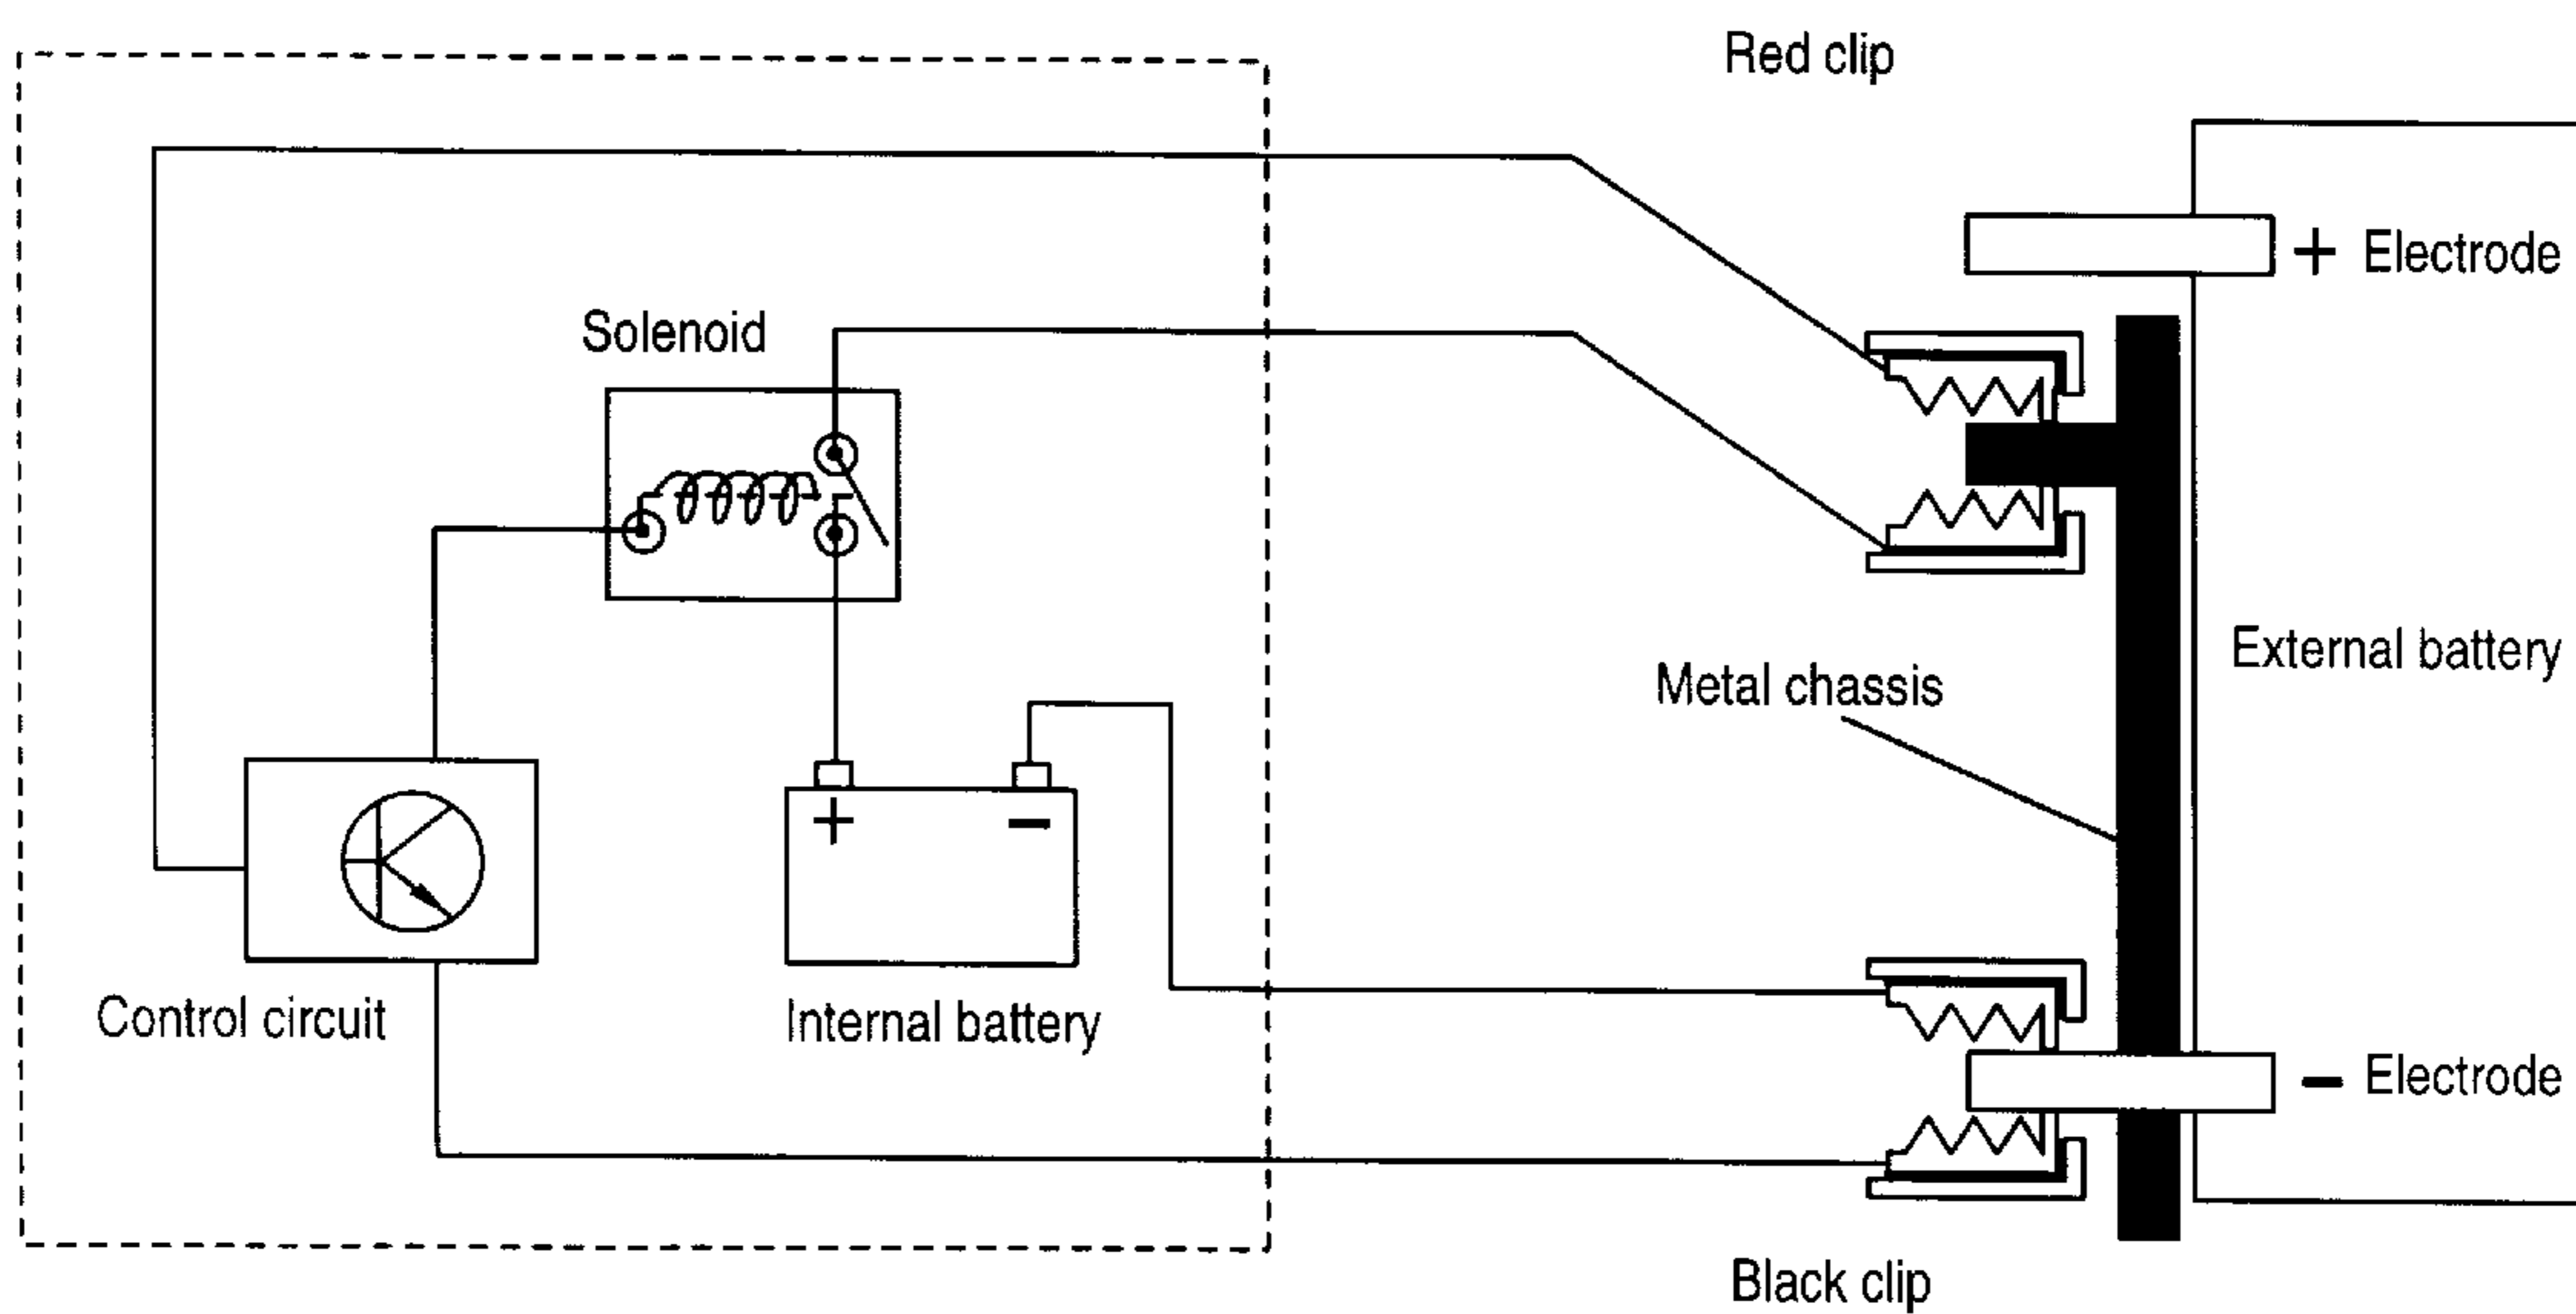 Red clip
+ Electrode
Solenoid
External battery
Metal chassis
+ −
Control circuit
Internal battery
− Electrode
Black clip